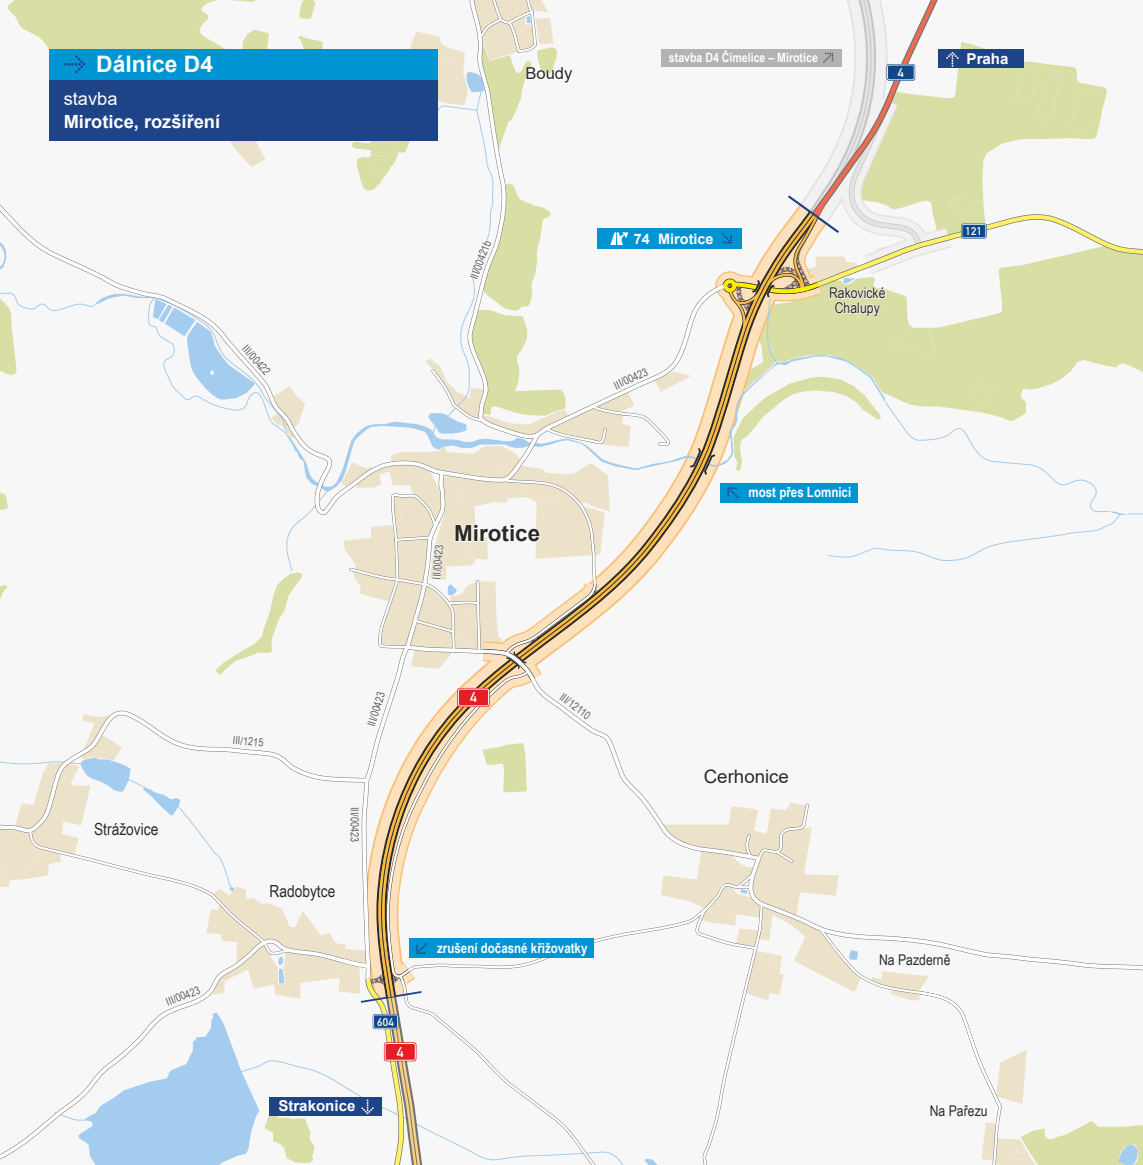 Dálnice D4
stavba
Mirotice, rozšíření
Boudy
stavba D4 Čimelice – Mirotice
4
Praha
121
74 Mirotice
III/00421b
Rakovické
Chalupy
III/00422
III/00423
most přes Lomnici
Mirotice
III/00423
4
III/00423
III/12110
III/1215
Cerhonice
III/00423
Strážovice
Radobytce
zrušení dočasné křižovatky
Na Pazderně
III/00423
604
4
Strakonice
Na Pařezu